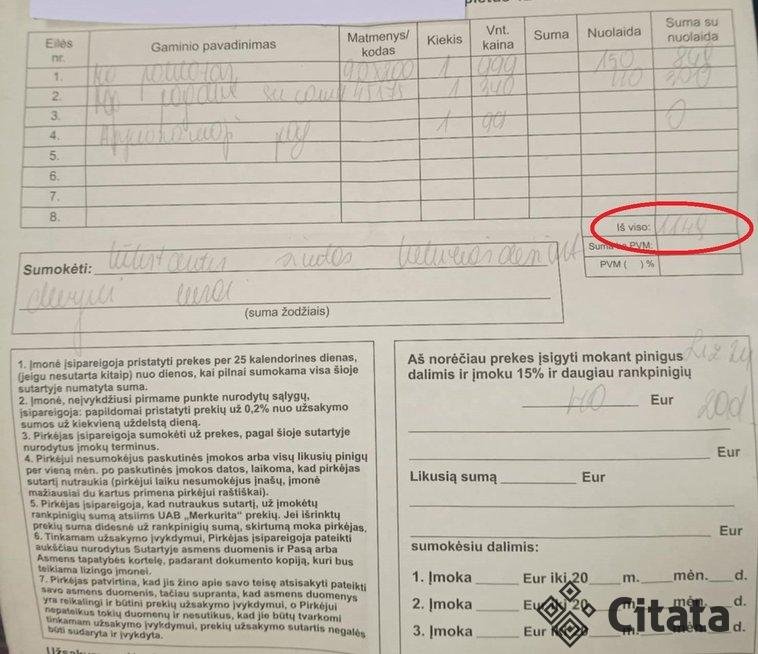 Eilės nr. Gaminio pavadinimas Matmenys/ kodas Kiekis Vnt. kaina Suma Nuolaida Suma su nuolaida
1. 90x200 1 999 150 848
2. 1 340
3.
4. 1 99 0
5.
6.
7.
8.
Iš viso: 1149
Suma PVM:
PVM ( ) %
Sumokėti:
eurai
(suma žodžiais)
1. Įmonė įsipareigoja pristatyti prekes per 25 kalendorines dienas,
(jeigu nesutarta kitaip) nuo dienos, kai pilnai sumokama visa šioje
sutartyje numatyta suma.
2. Įmonė, neįvykdžiusi pirmame punkte nurodytų sąlygų,
įsipareigoja: papildomai pristatyti prekių už 0,2% nuo užsakymo
sumos už kiekvieną uždelstą dieną.
3. Pirkėjas įsipareigoja sumokėti už prekes, pagal šioje sutartyje
nurodytus įmokų terminus.
4. Pirkėjui nesumokėjus paskutinės įmokos arba visų likusių pinigų
per vieną mėn. po paskutinės įmokos datos, laikoma, kad pirkėjas
sutartį nutraukia (pirkėjui laiku nesumokėjus įnašų, įmonė
mažiausiai du kartus primena pirkėjui raštiškai).
5. Pirkėjas įsipareigoja, kad nutraukus sutartį, už įmokėtų
rankpinigių sumą atsiims UAB „Merkurita“ prekių. Jei išrinktų
prekių suma didesnė už rankpinigių sumą, skirtumą moka pirkėjas.
6. Tinkamam užsakymo įvykdymui, Pirkėjas įsipareigoja pateikti
aukščiau nurodytus Sutartyje asmens duomenis ir Pasą arba
Asmens tapatybės kortelę, padarant dokumento kopiją, kuri bus
teikiama lizingo įmonei.
7. Pirkėjas patvirtina, kad jis žino apie savo teisę atsisakyti pateikti
savo asmens duomenis, tačiau supranta, kad asmens duomenys
yra reikalingi ir būtini prekių užsakymo įvykdymui, o Pirkėjui
nepateikus tokių duomenų ir nesutikus, kad jie būtų tvarkomi
tinkamam užsakymo įvykdymui, prekių užsakymo sutartis negalės
būti sudaryta ir įvykdyta.
Aš norėčiau prekes įsigyti mokant pinigus
dalimis ir įmoku 15% ir daugiau rankpinigių
Eur
Eur
Likusią sumą Eur
Eur
sumokėsiu dalimis:
1. Įmoka Eur iki 20 m. mėn. d.
2. Įmoka Eur iki 20 m. mėn. d.
3. Įmoka Eur iki 20 m. mėn. d.
Citata